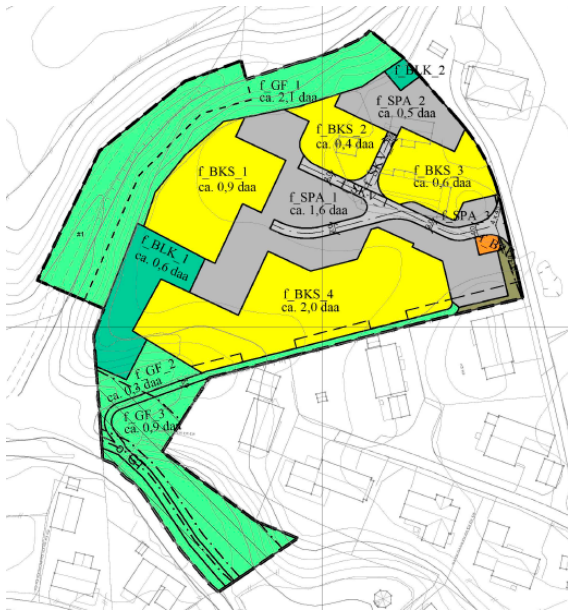 f_BLK_2
f_GF_1
ca. 2,1 daa
f_SPA_2
ca. 0,5 daa
f_BKS_2
ca. 0,4 daa
f_BKS_1
ca. 0,9 daa
f_BKS_3
ca. 0,6 daa
f_SPA_1
ca. 1,6 daa
f_SPA_3
f_BLK_1
ca. 0,6 daa
f_BKS_4
ca. 2,0 daa
f_GF_2
ca. 0,3 daa
f_GF_3
ca. 0,9 daa